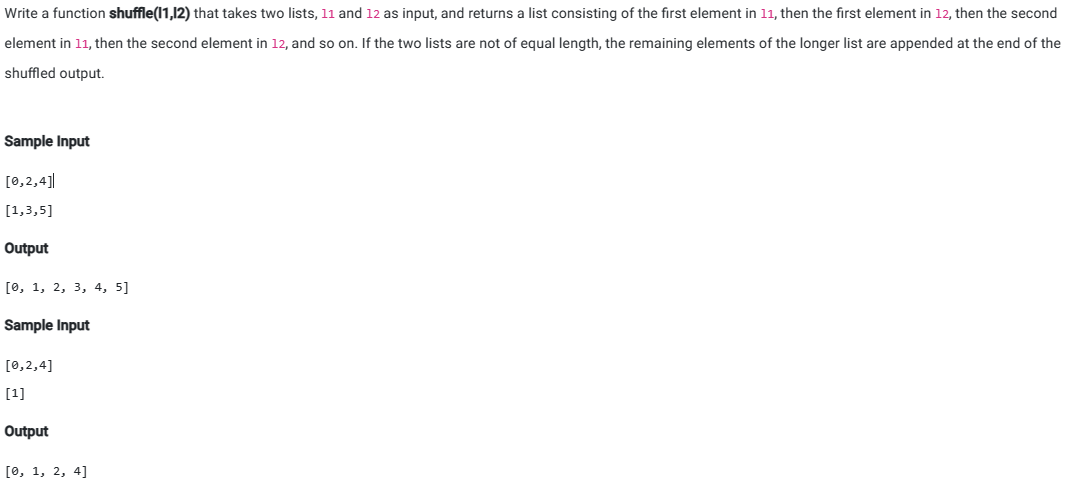 Write a function shuffle(l1,l2) that takes two lists, l1 and l2 as input, and returns a list consisting of the first element in l1, then the first element in l2, then the second
element in l1, then the second element in l2, and so on. If the two lists are not of equal length, the remaining elements of the longer list are appended at the end of the
shuffled output.
Sample Input
[0,2,4]
[1,3,5]
Output
[0, 1, 2, 3, 4, 5]
Sample Input
[0,2,4]
[1]
Output
[0, 1, 2, 4]